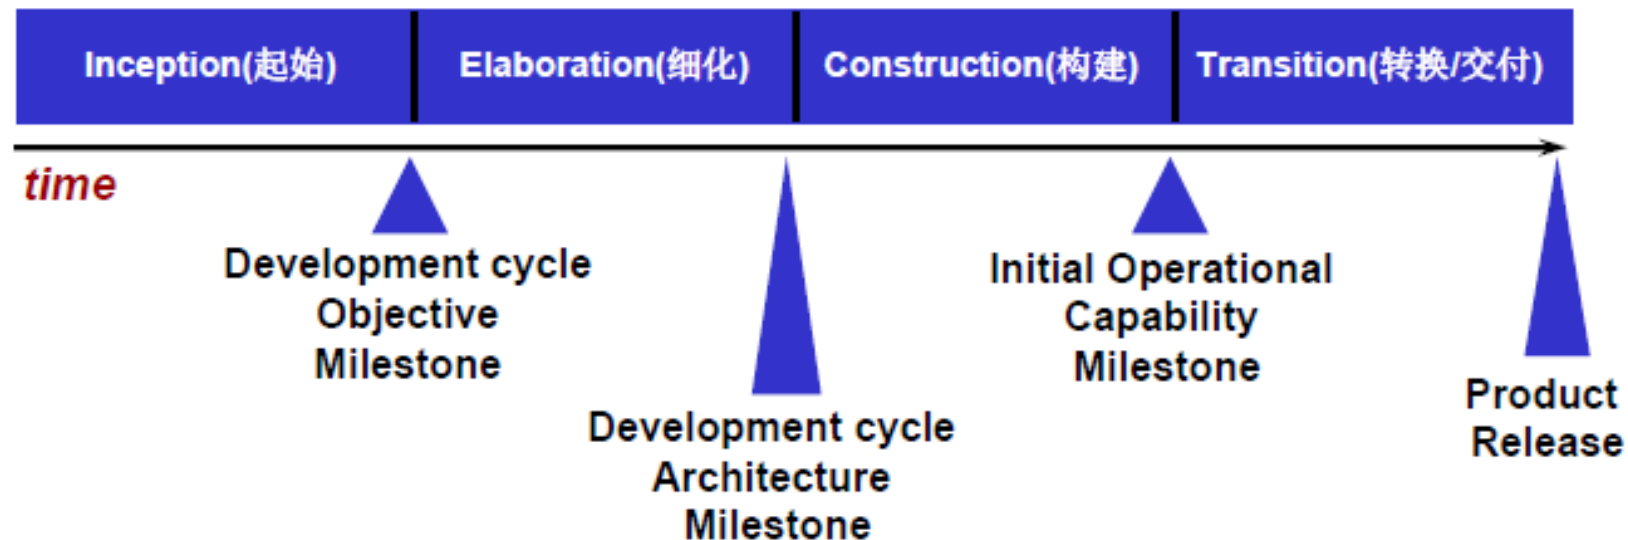 Inception(起始) Elaboration(细化) Construction(构建) Transition(转换/交付)
time
Development cycle
Objective
Milestone
Development cycle
Architecture
Milestone
Initial Operational
Capability
Milestone
Product
Release